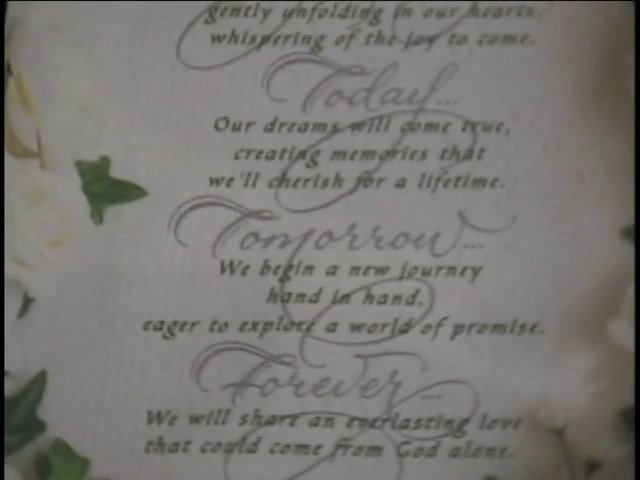 gently unfolding in our hearts,
whispering of the joy to come.
Today...
Our dreams will come true,
creating memories that
we'll cherish for a lifetime.
Tomorrow...
We begin a new journey
hand in hand,
eager to explore a world of promise.
Forever...
We will share an everlasting love
that could come from God alone.